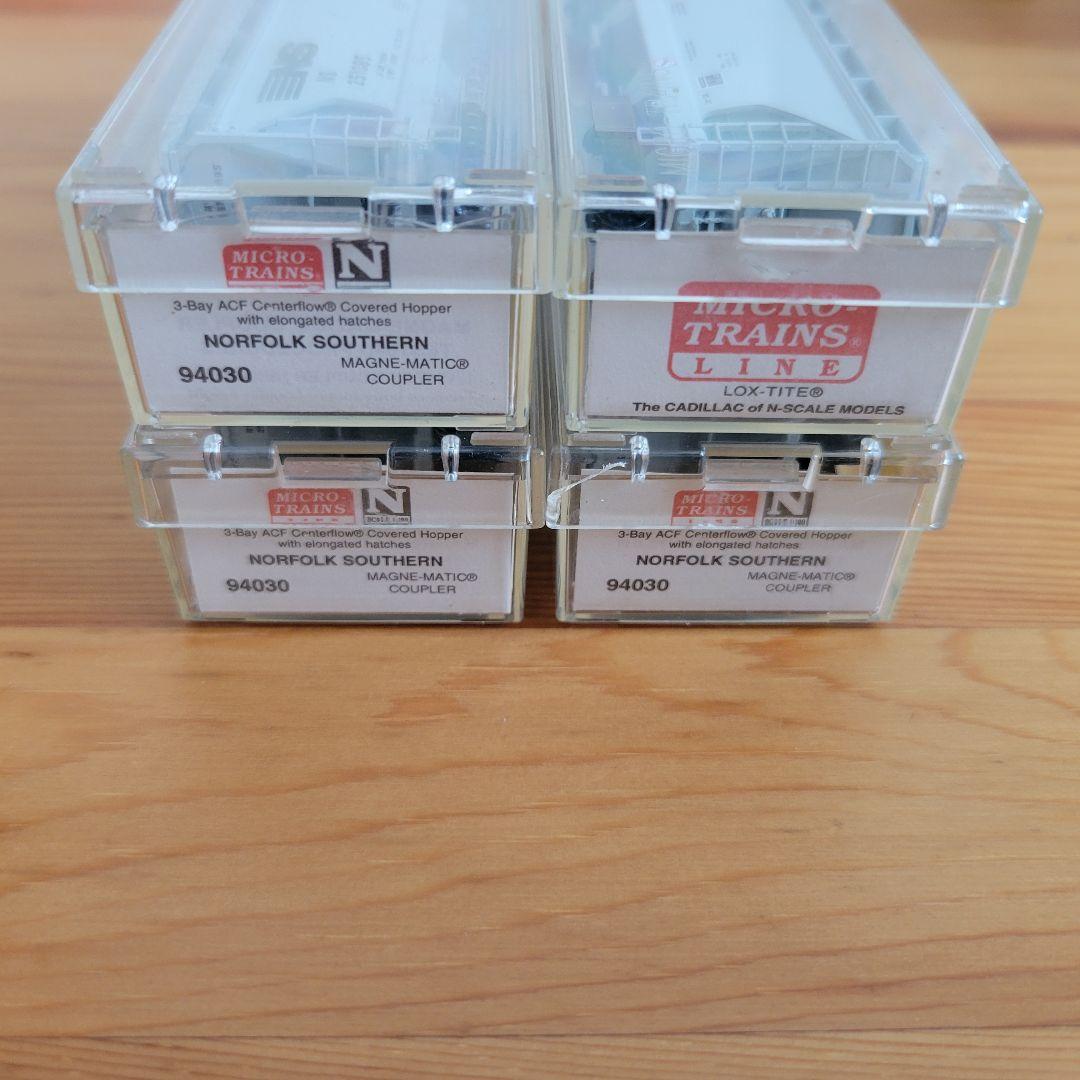 MICRO-
TRAINS®
N
3-Bay ACF Centerflow® Covered Hopper
with elongated hatches
NORFOLK SOUTHERN
94030
MAGNE-MATIC®
COUPLER
MICRO-
TRAINS®
LINE
LOX-TITE®
The CADILLAC of N-SCALE MODELS
MICRO-
TRAINS
LINE
N
3-Bay ACF Centerflow® Covered Hopper
with elongated hatches
NORFOLK SOUTHERN
94030
MAGNE-MATIC®
COUPLER
MICRO-
TRAINS
LINE
N
3-Bay ACF Centerflow® Covered Hopper
with elongated hatches
NORFOLK SOUTHERN
94030
MAGNE-MATIC®
COUPLER